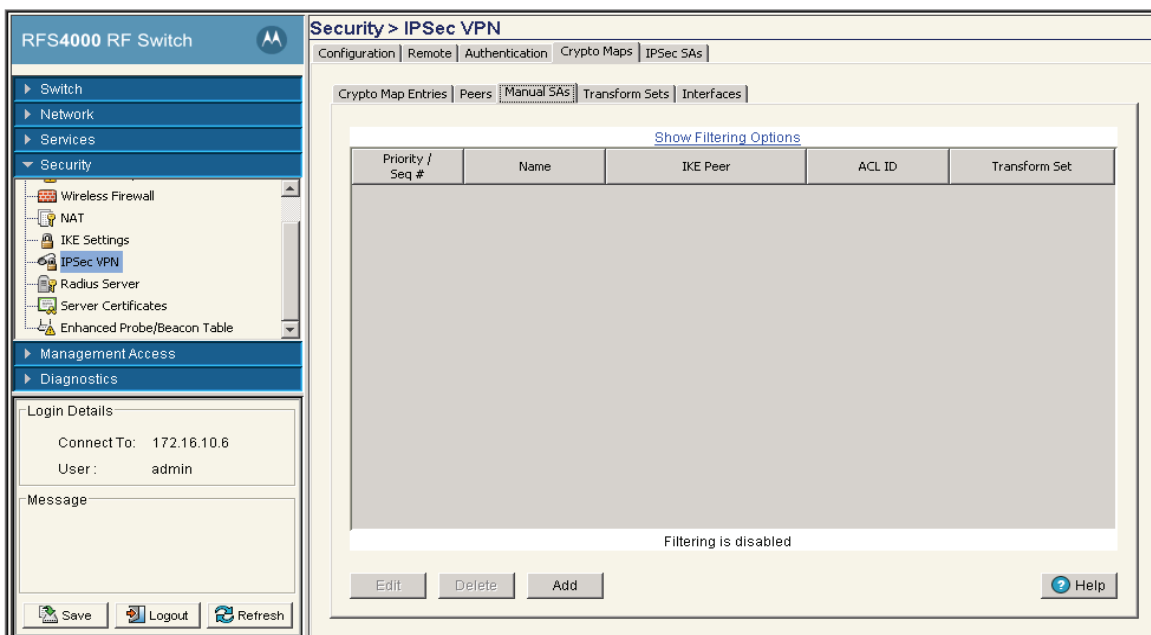 RFS4000 RF Switch
Switch
Network
Services
Security
Wireless Firewall
NAT
IKE Settings
IPSec VPN
Radius Server
Server Certificates
Enhanced Probe/Beacon Table
Management Access
Diagnostics
Login Details
Connect To: 172.16.10.6
User : admin
Message
Save Logout Refresh
Security > IPSec VPN
Configuration Remote Authentication Crypto Maps IPSec SAs
Crypto Map Entries Peers Manual SAs Transform Sets Interfaces
Show Filtering Options
Priority / Seq # Name IKE Peer ACL ID Transform Set
Filtering is disabled
Edit Delete Add Help